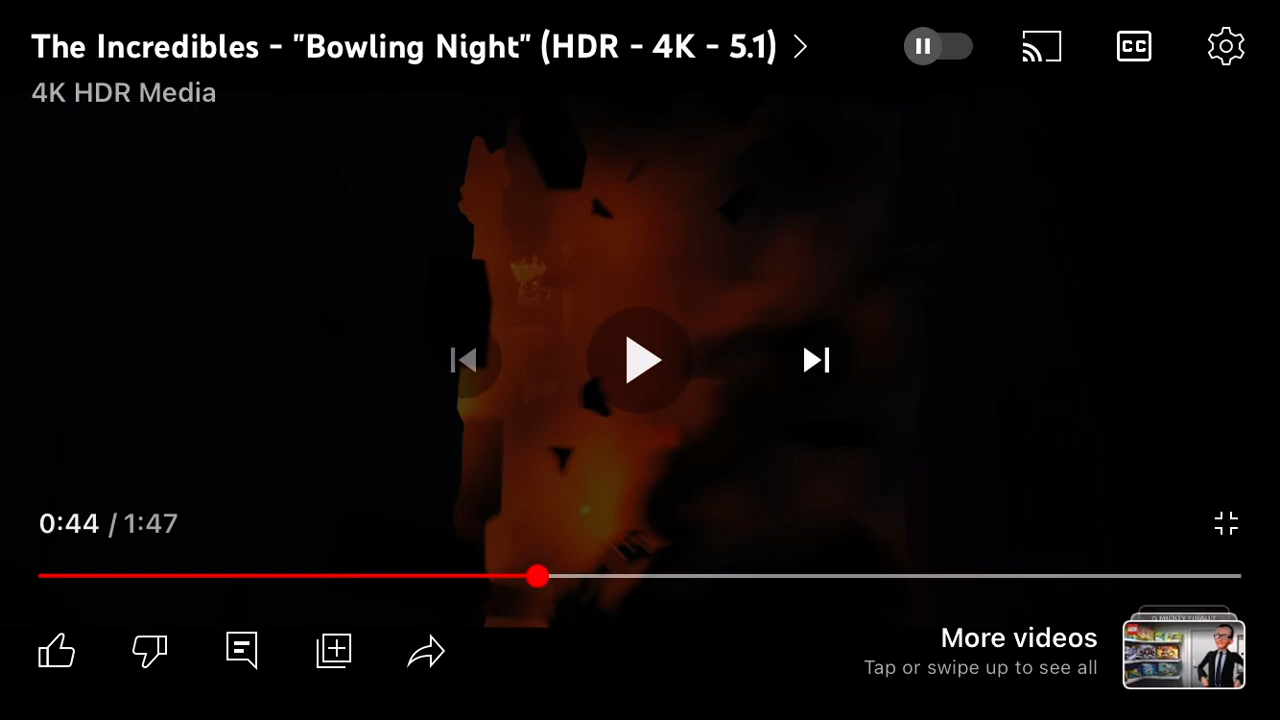 The Incredibles - "Bowling Night" (HDR - 4K - 5.1)
CC
4K HDR Media
0:44 / 1:47
More videos
Tap or swipe up to see all